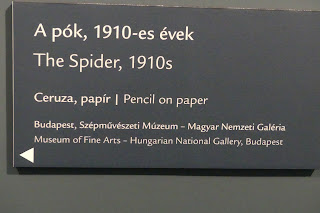 A pók, 1910-es évek
The Spider, 1910s
Ceruza, papír | Pencil on paper
Budapest, Szépművészeti Múzeum – Magyar Nemzeti Galéria
Museum of Fine Arts – Hungarian National Gallery, Budapest